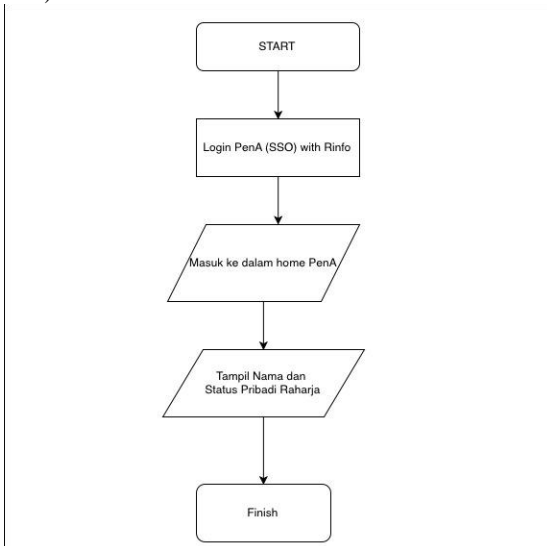 START
Login PenA (SSO) with Rinfo
Masuk ke dalam home PenA
Tampil Nama dan
Status Pribadi Raharja
Finish